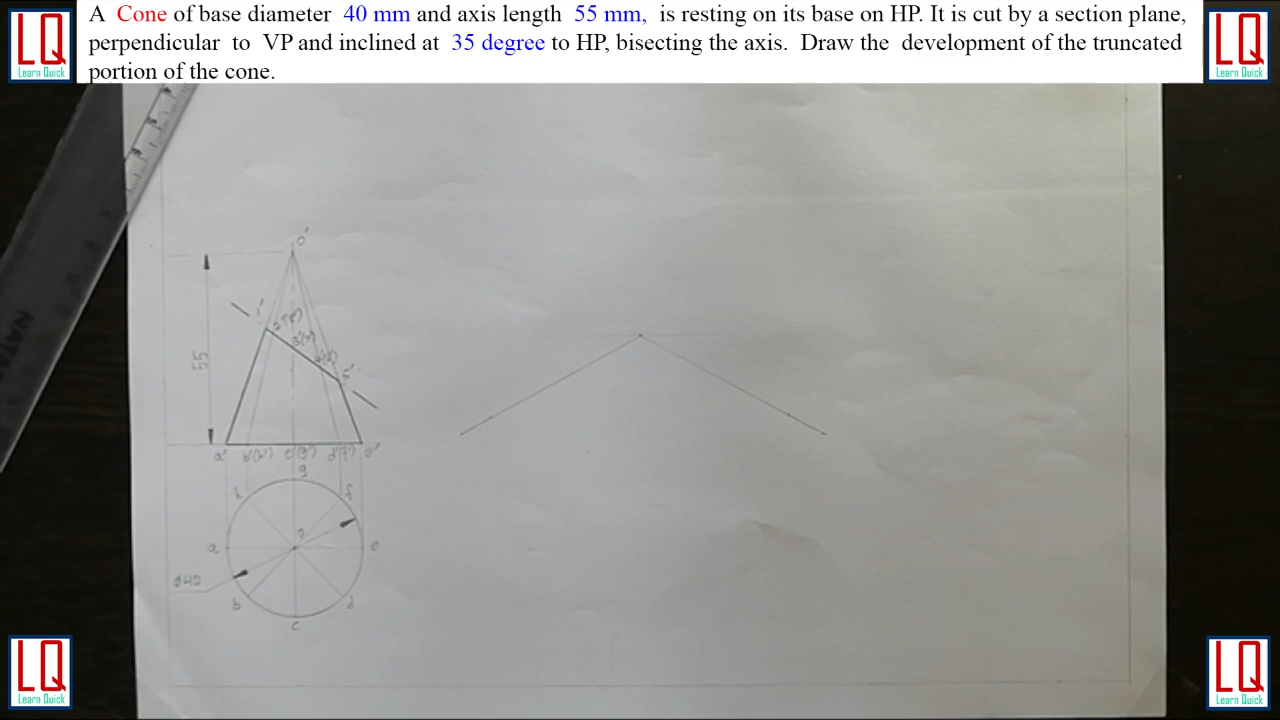 A Cone of base diameter 40 mm and axis length 55 mm, is resting on its base on HP. It is cut by a section plane,
perpendicular to VP and inclined at 35 degree to HP, bisecting the axis. Draw the development of the truncated
portion of the cone.
LQ
Learn Quick
LQ
Learn Quick
o'
1'
5'
55
a' b'(h') c'(g') d'(f') e'
g
h f
a o e
ø40
b d
c
LQ
Learn Quick
LQ
Learn Quick